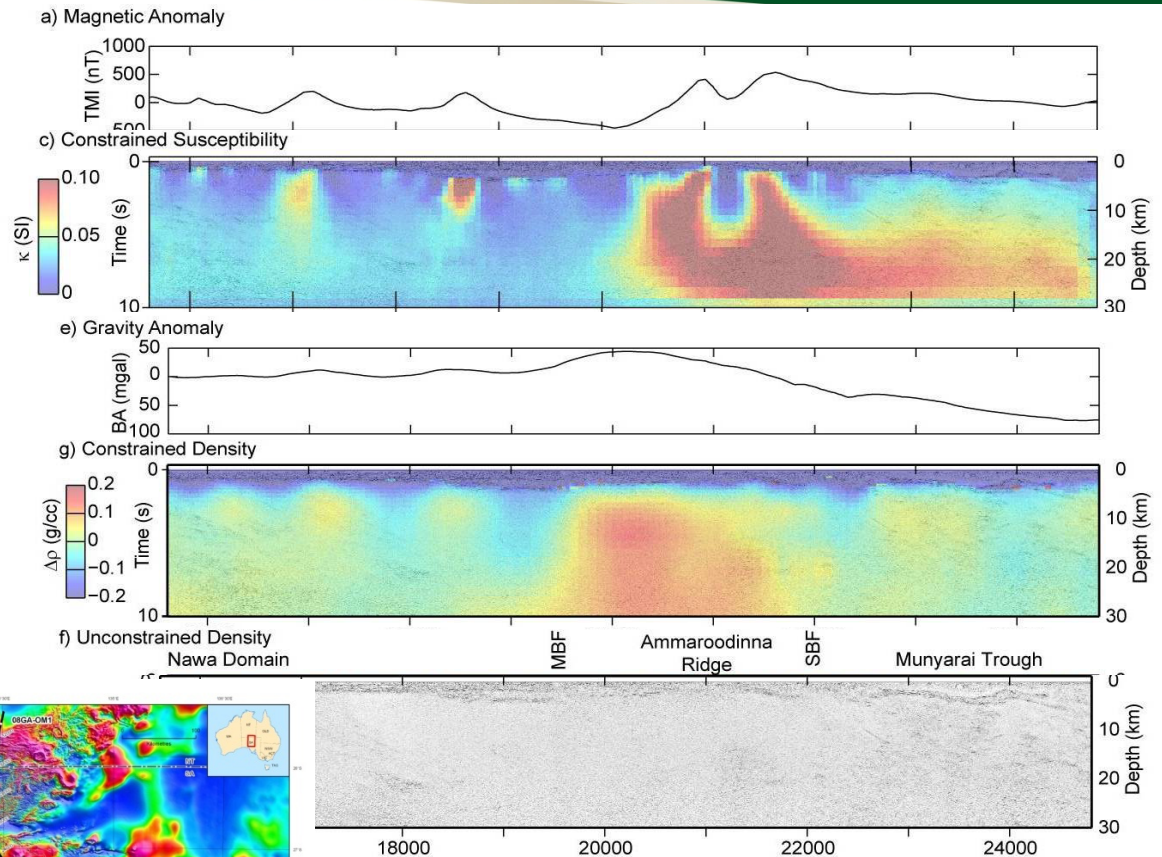 a) Magnetic Anomaly
TMI (nT)
1000
500
0
500
c) Constrained Susceptibility
κ (SI)
0.10
0.05
0
Time (s)
0
10
0
10
20
30
Depth (km)
e) Gravity Anomaly
BA (mgal)
50
0
50
100
g) Constrained Density
Δρ (g/cc)
0.2
0.1
0
−0.1
−0.2
Time (s)
0
10
0
10
20
30
Depth (km)
f) Unconstrained Density
Nawa Domain
MBF
Ammaroodinna
Ridge
SBF
Munyarai Trough
08GA-OM1
NT
SA
0
10
20
30
Depth (km)
18000
20000
22000
24000